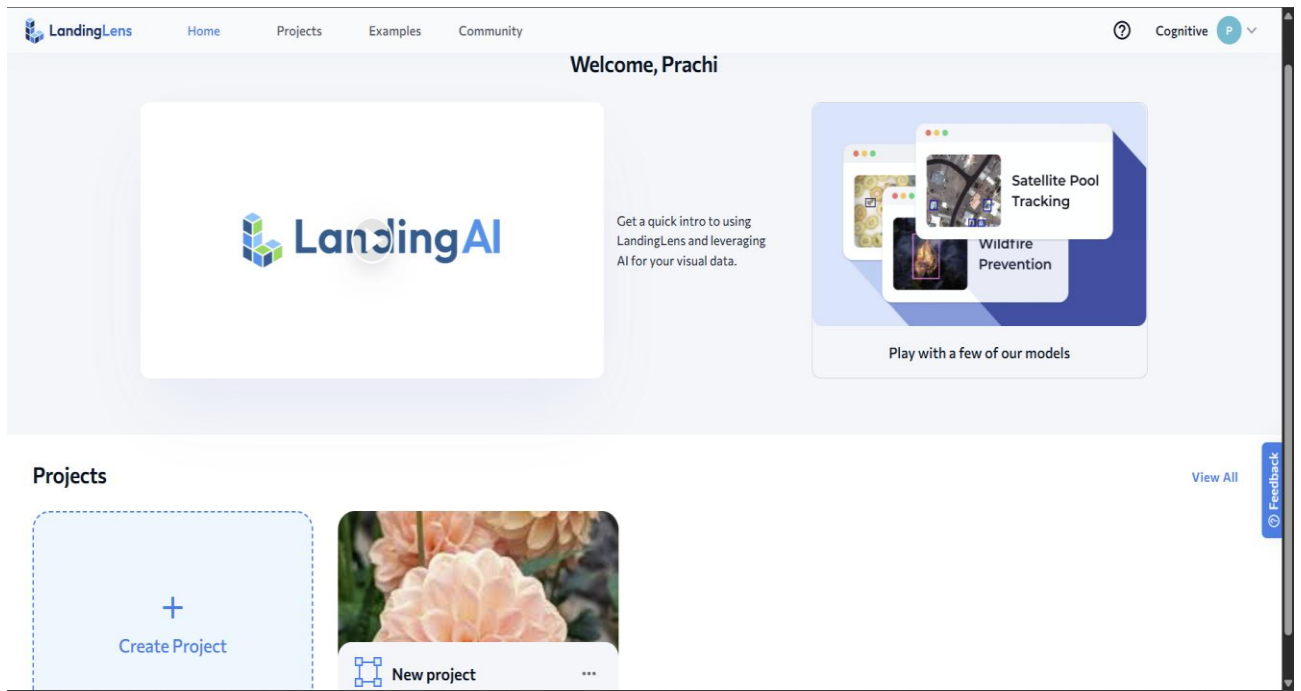 LandingLens Home Projects Examples Community Cognitive P
Welcome, Prachi
LandingAI
Get a quick intro to using
LandingLens and leveraging
AI for your visual data.
Satellite Pool
Tracking
Wildfire
Prevention
Play with a few of our models
Projects
View All
Feedback
Create Project
New project